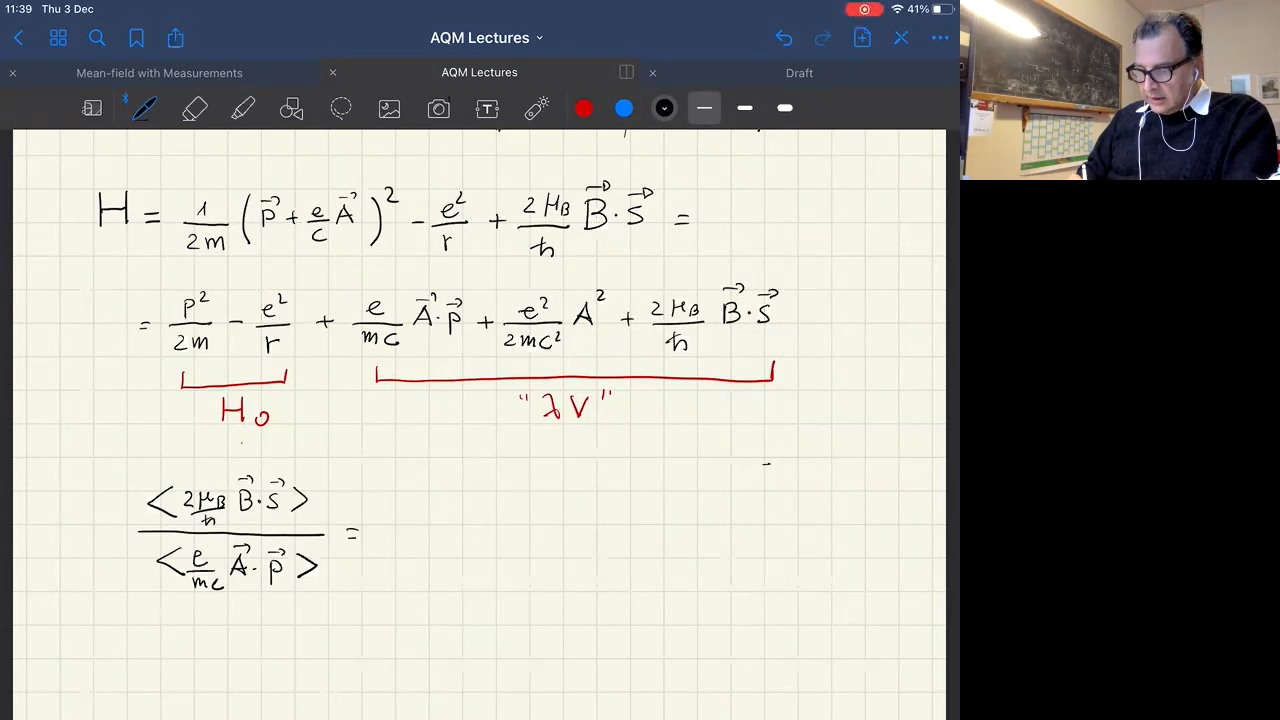 11:39 Thu 3 Dec 41%
AQM Lectures
Mean-field with Measurements AQM Lectures Draft
H = 1/2m (p⃗ + e/c A⃗)² - e²/r + 2μB/ħ B⃗·s⃗ =
= p²/2m - e²/r + e/mc A⃗·p⃗ + e²/2mc² A² + 2μB/ħ B⃗·s⃗
H₀ "λV"
<2μB/ħ B⃗·s⃗> / <e/mc A⃗·p⃗> =